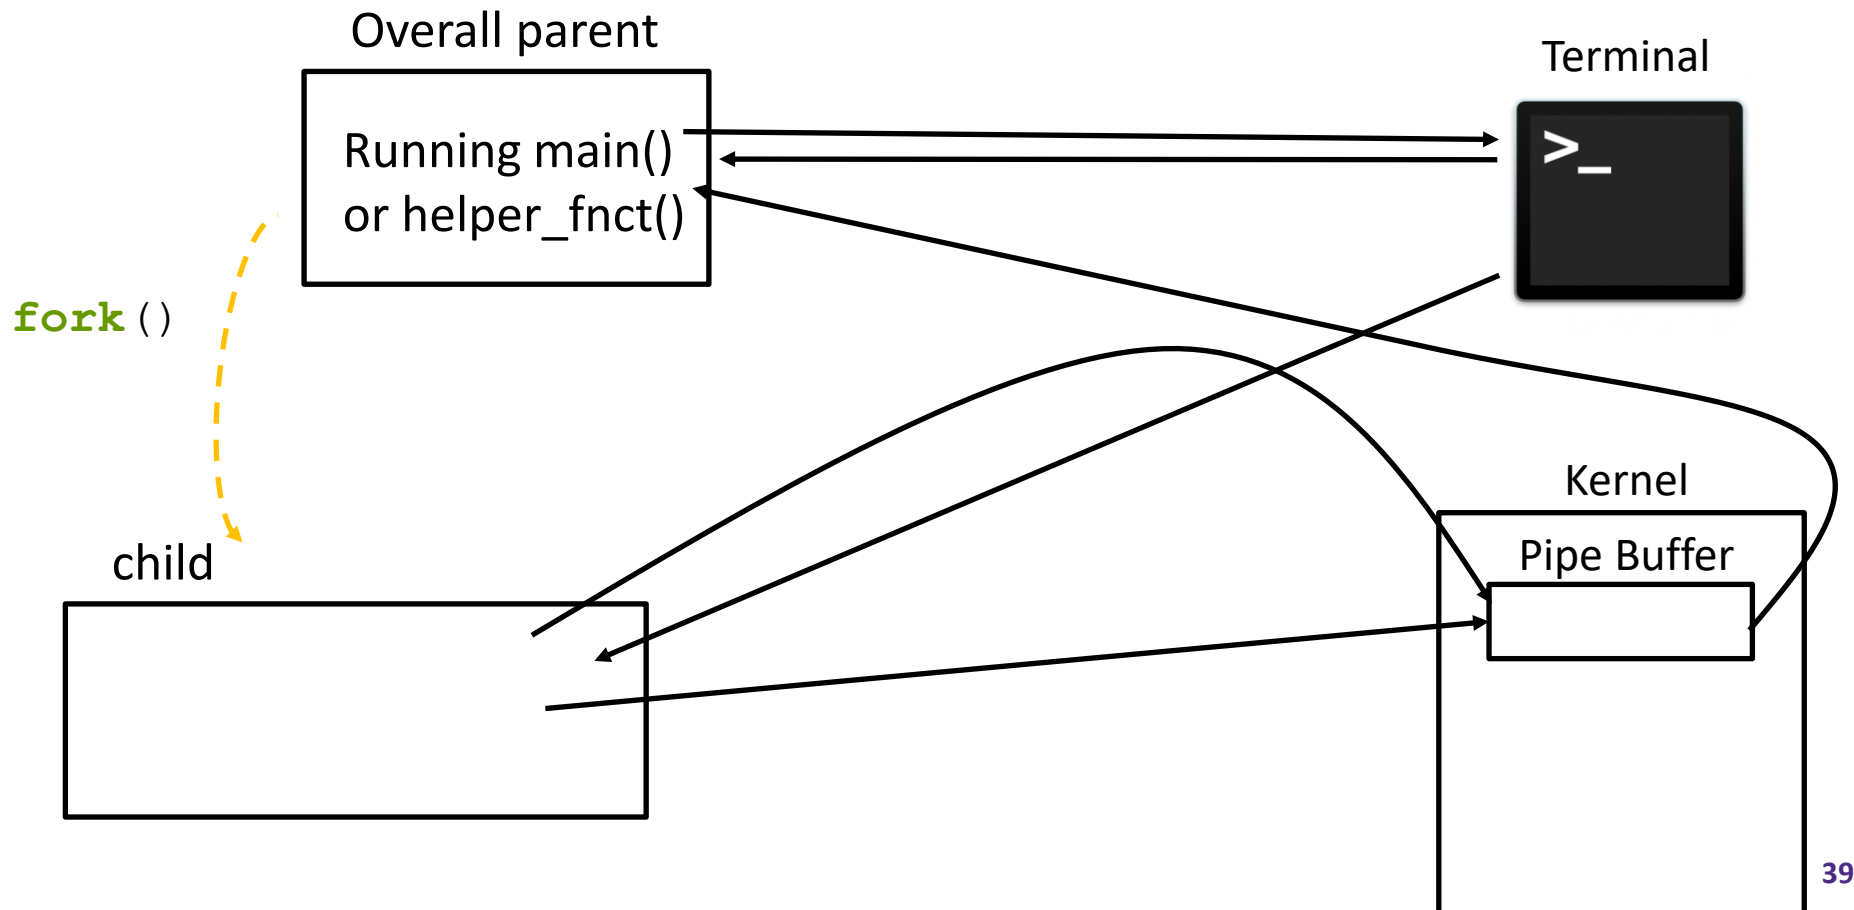 Overall parent
Terminal
>_
Running main()
or helper_fnct()
fork()
Kernel
child
Pipe Buffer
39